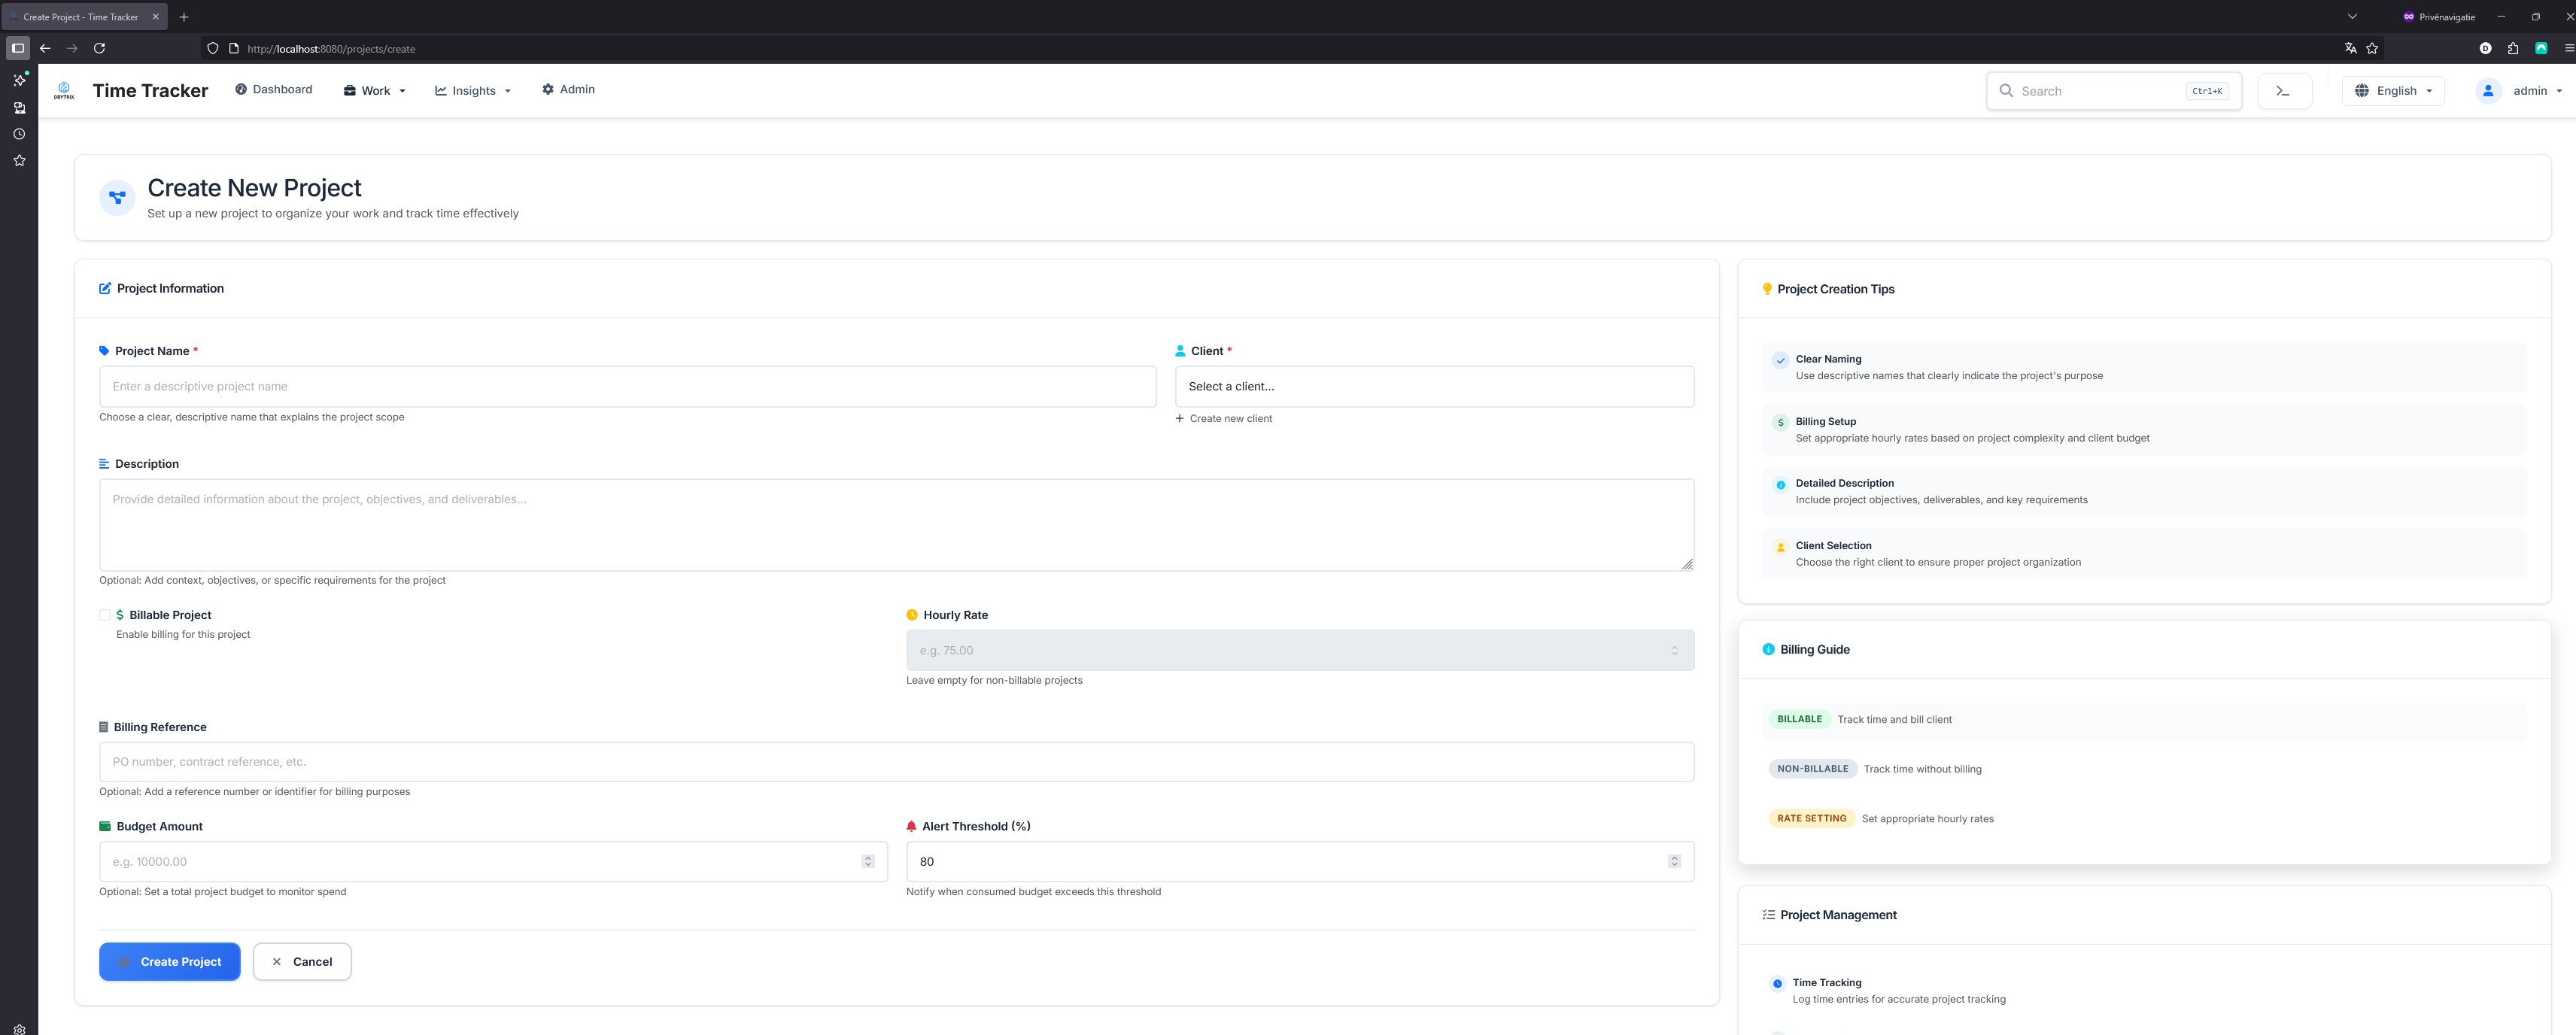 Create Project - Time Tracker
Privénavigatie
http://localhost:8080/projects/create
DRYTRIX
Time Tracker
Dashboard
Work
Insights
Admin
Search
Ctrl+K
English
admin
Create New Project
Set up a new project to organize your work and track time effectively
Project Information
Project Name *
Enter a descriptive project name
Choose a clear, descriptive name that explains the project scope
Client *
Select a client...
Create new client
Description
Provide detailed information about the project, objectives, and deliverables...
Optional: Add context, objectives, or specific requirements for the project
Billable Project
Enable billing for this project
Hourly Rate
e.g. 75.00
Leave empty for non-billable projects
Billing Reference
PO number, contract reference, etc.
Optional: Add a reference number or identifier for billing purposes
Budget Amount
e.g. 10000.00
Optional: Set a total project budget to monitor spend
Alert Threshold (%)
80
Notify when consumed budget exceeds this threshold
Create Project
Cancel
Project Creation Tips
Clear Naming
Use descriptive names that clearly indicate the project's purpose
Billing Setup
Set appropriate hourly rates based on project complexity and client budget
Detailed Description
Include project objectives, deliverables, and key requirements
Client Selection
Choose the right client to ensure proper project organization
Billing Guide
BILLABLE Track time and bill client
NON-BILLABLE Track time without billing
RATE SETTING Set appropriate hourly rates
Project Management
Time Tracking
Log time entries for accurate project tracking